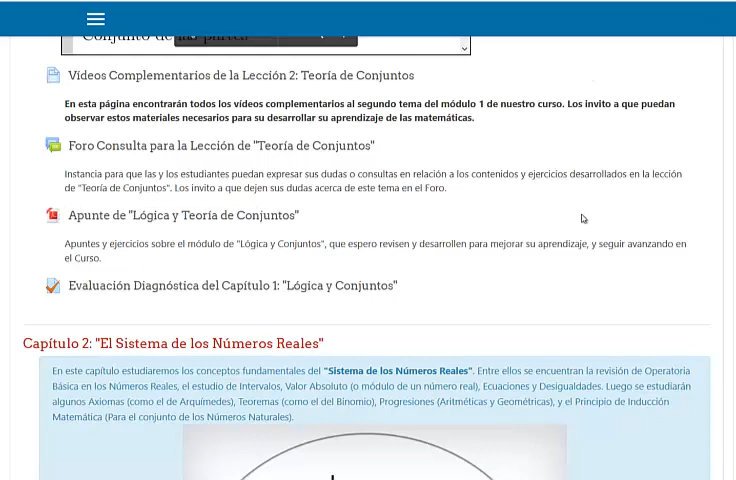 Vídeos Complementarios de la Lección 2: Teoría de Conjuntos
En esta página encontrarán todos los vídeos complementarios al segundo tema del módulo 1 de nuestro curso. Los invito a que puedan
observar estos materiales necesarios para su desarrollar su aprendizaje de las matemáticas.
Foro Consulta para la Lección de "Teoría de Conjuntos"
Instancia para que las y los estudiantes puedan expresar sus dudas o consultas en relación a los contenidos y ejercicios desarrollados en la lección
de "Teoría de Conjuntos". Los invito a que dejen sus dudas acerca de este tema en el Foro.
Apunte de "Lógica y Teoría de Conjuntos"
Apuntes y ejercicios sobre el módulo de "Lógica y Conjuntos", que espero revisen y desarrollen para mejorar su aprendizaje, y seguir avanzando en
el Curso.
Evaluación Diagnóstica del Capítulo 1: "Lógica y Conjuntos"
Capítulo 2: "El Sistema de los Números Reales"
En este capítulo estudiaremos los conceptos fundamentales del "Sistema de los Números Reales". Entre ellos se encuentran la revisión de Operatoria
Básica en los Números Reales, el estudio de Intervalos, Valor Absoluto (o módulo de un número real), Ecuaciones y Desigualdades. Luego se estudiarán
algunos Axiomas (como el de Arquímedes), Teoremas (como el del Binomio), Progresiones (Aritméticas y Geométricas), y el Principio de Inducción
Matemática (Para el conjunto de los Números Naturales).